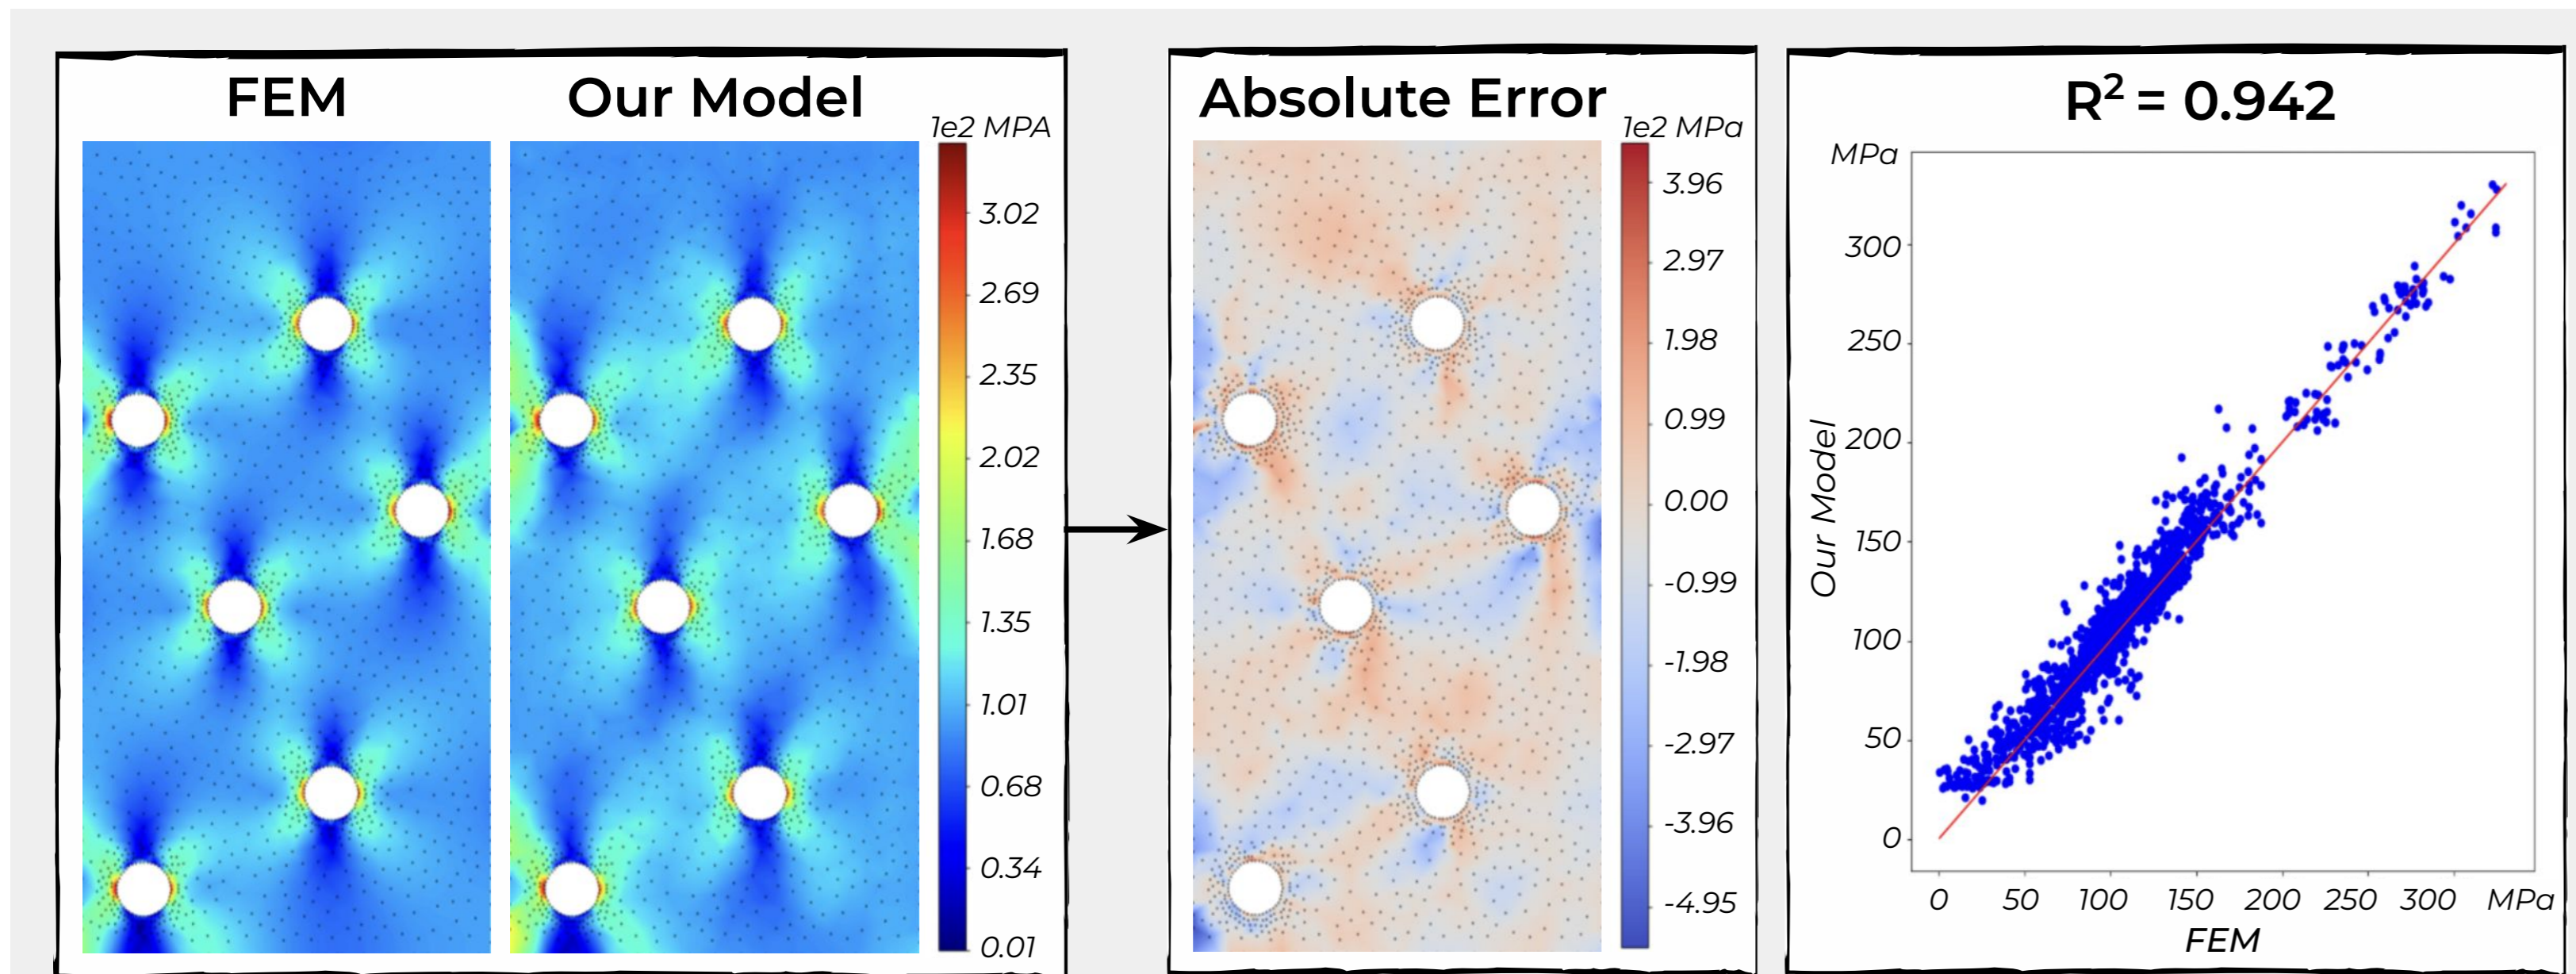 FEM
Our Model
1e2 MPA
3.02
2.69
2.35
2.02
1.68
1.35
1.01
0.68
0.34
0.01
Absolute Error
1e2 MPa
3.96
2.97
1.98
0.99
0.00
-0.99
-1.98
-2.97
-3.96
-4.95
R² = 0.942
MPa
300
250
200
150
100
50
0
Our Model
0 50 100 150 200 250 300 MPa
FEM